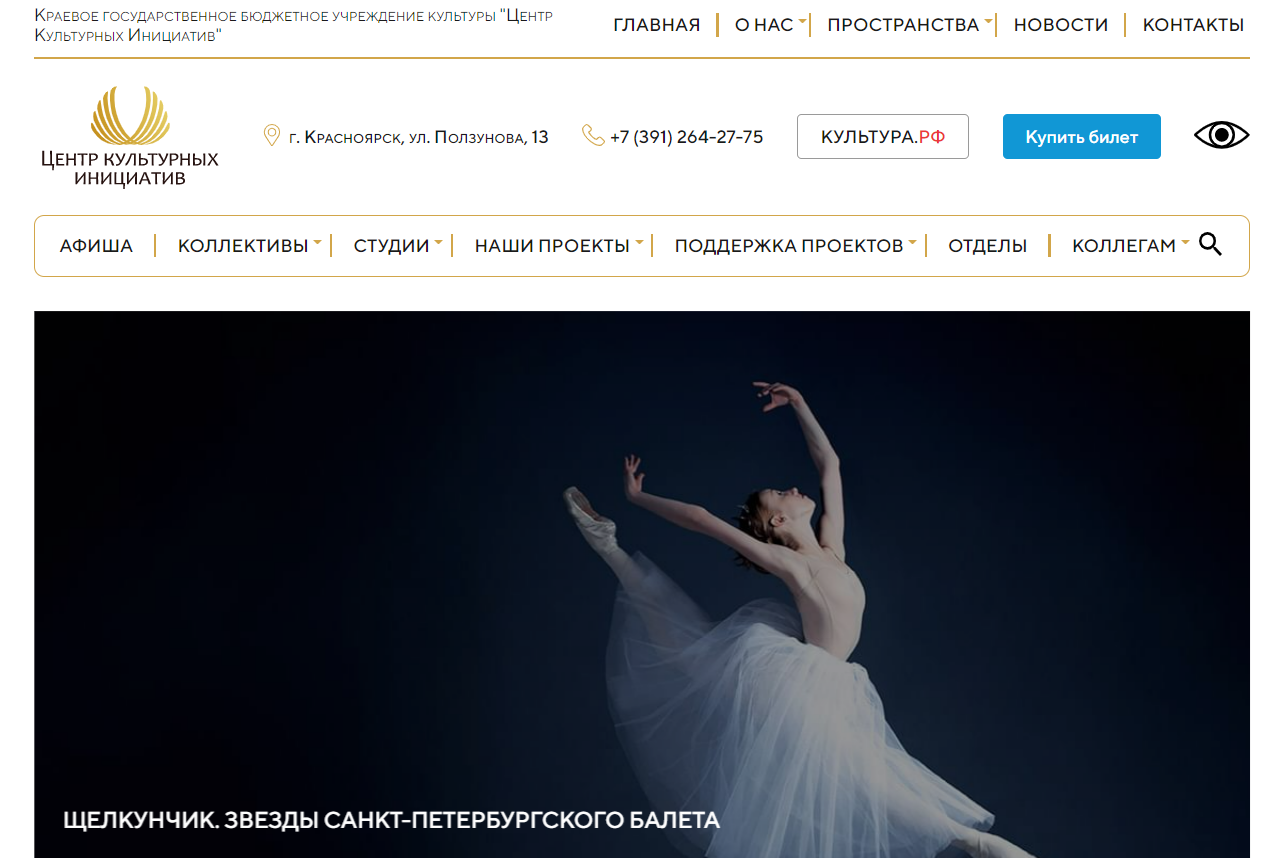 Краевое государственное бюджетное учреждение культуры "Центр
Культурных Инициатив"
ГЛАВНАЯ О НАС ПРОСТРАНСТВА НОВОСТИ КОНТАКТЫ
Центр культурных
инициатив
г. Красноярск, ул. Ползунова, 13
+7 (391) 264-27-75
КУЛЬТУРА.РФ
Купить билет
АФИША КОЛЛЕКТИВЫ СТУДИИ НАШИ ПРОЕКТЫ ПОДДЕРЖКА ПРОЕКТОВ ОТДЕЛЫ КОЛЛЕГАМ
ЩЕЛКУНЧИК. ЗВЕЗДЫ САНКТ-ПЕТЕРБУРГСКОГО БАЛЕТА